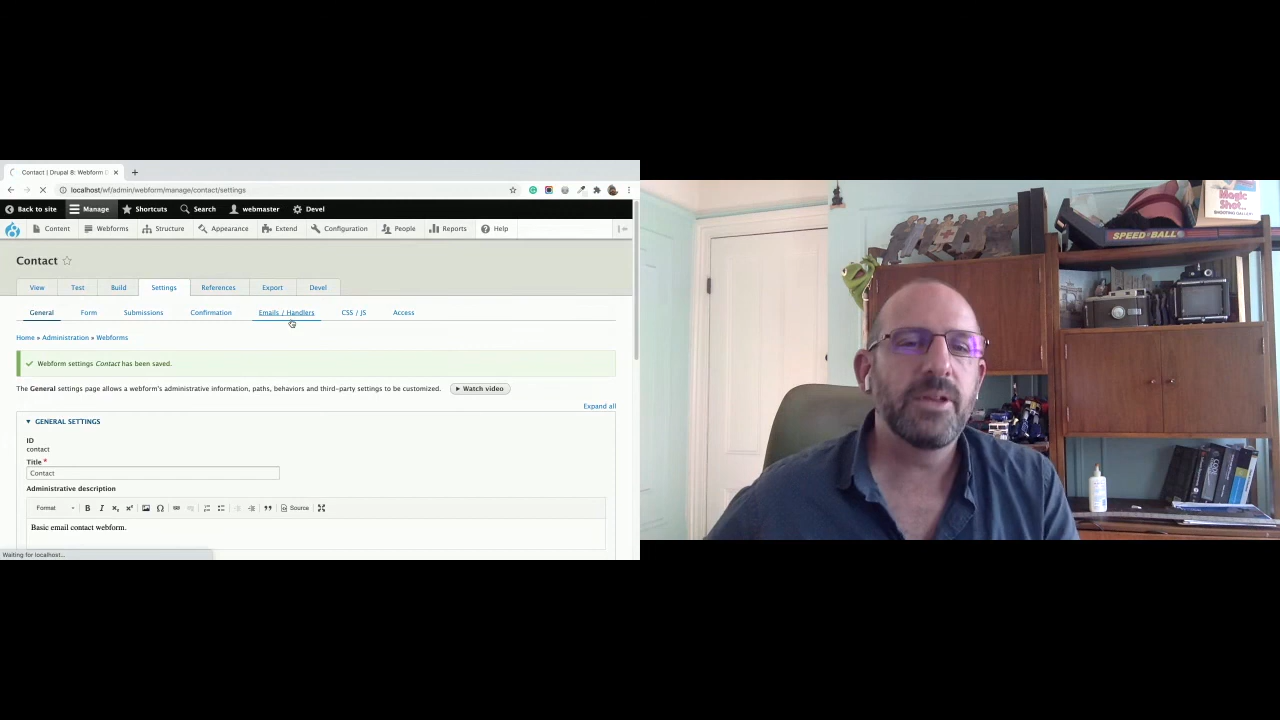 Contact | Drupal 8: Webform D
localhost/wf/admin/webform/manage/contact/settings
Back to site Manage Shortcuts Search webmaster Devel
Content Webforms Structure Appearance Extend Configuration People Reports Help
Contact
View Test Build Settings References Export Devel
General Form Submissions Confirmation Emails / Handlers CSS / JS Access
Home » Administration » Webforms
Webform settings Contact has been saved.
The General settings page allows a webform's administrative information, paths, behaviors and third-party settings to be customized. Watch video
Expand all
GENERAL SETTINGS
ID
contact
Title *
Contact
Administrative description
Format B I Source
Basic email contact webform.
Waiting for localhost...
Magic
Shot...
SHOOTING GALLERY
SPEED BALL